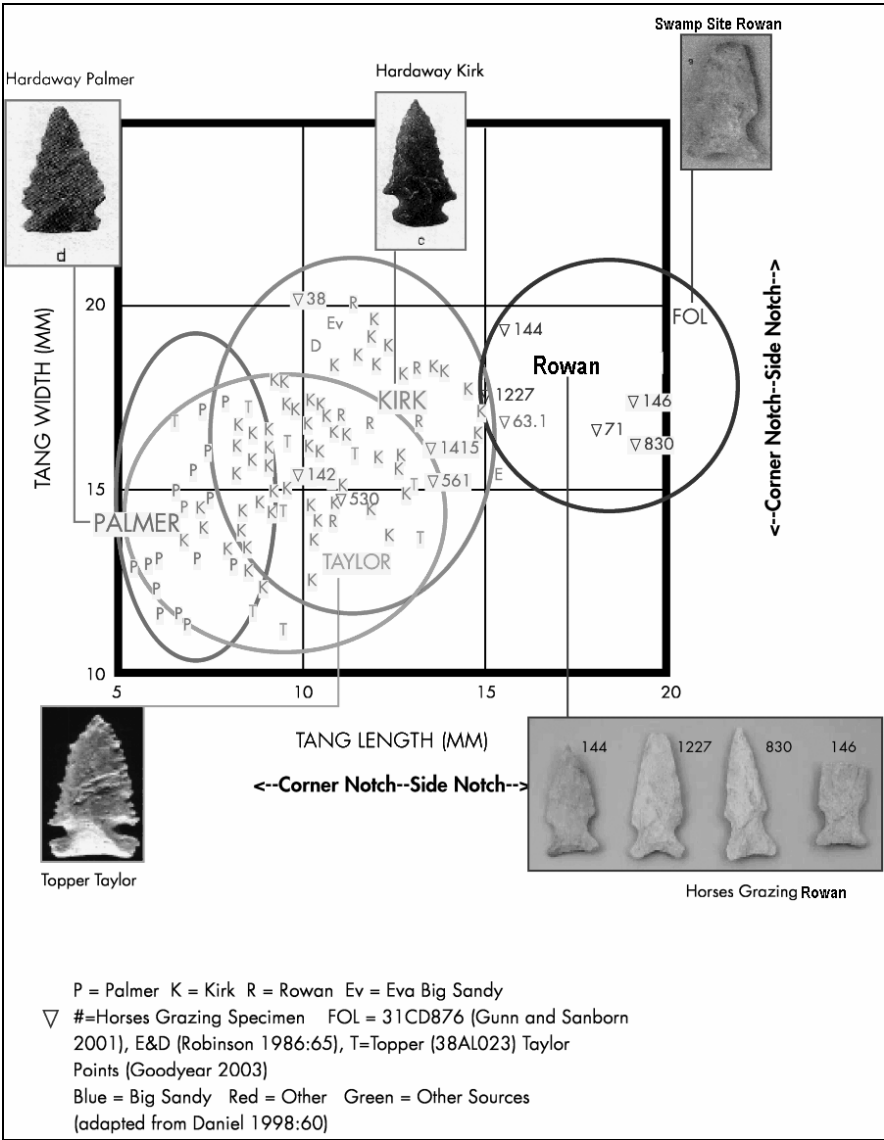 Swamp Site Rowan
Hardaway Palmer
Hardaway Kirk
9
d
c
<--Corner Notch--Side Notch-->
TANG WIDTH (MM)
20
15
10
5
10
15
20
FOL
▽ 38 R
Ev K
▽ 144
D K K
K K K K R K K
Rowan
K K K
1227
▽ 146
P P T K K K K KIRK
T K K R R R K
▽ 63.1
▽ 71
K K K K K K
P K K T K T K K ▽ 1415
▽ 830
P K K ▽ 142 K K ▽ 561 E
P P K K K T K
P K K K T K K ▽ 530 K
PALMER
K K K K R
K K K K T
TAYLOR
P P P P K K P
P K K K
P P P T T
TANG LENGTH (MM)
<--Corner Notch--Side Notch-->
144 1227 830 146
Topper Taylor
Horses Grazing Rowan
P = Palmer K = Kirk R = Rowan Ev = Eva Big Sandy
▽ #=Horses Grazing Specimen FOL = 31CD876 (Gunn and Sanborn
2001), E&D (Robinson 1986:65), T=Topper (38AL023) Taylor
Points (Goodyear 2003)
Blue = Big Sandy Red = Other Green = Other Sources
(adapted from Daniel 1998:60)